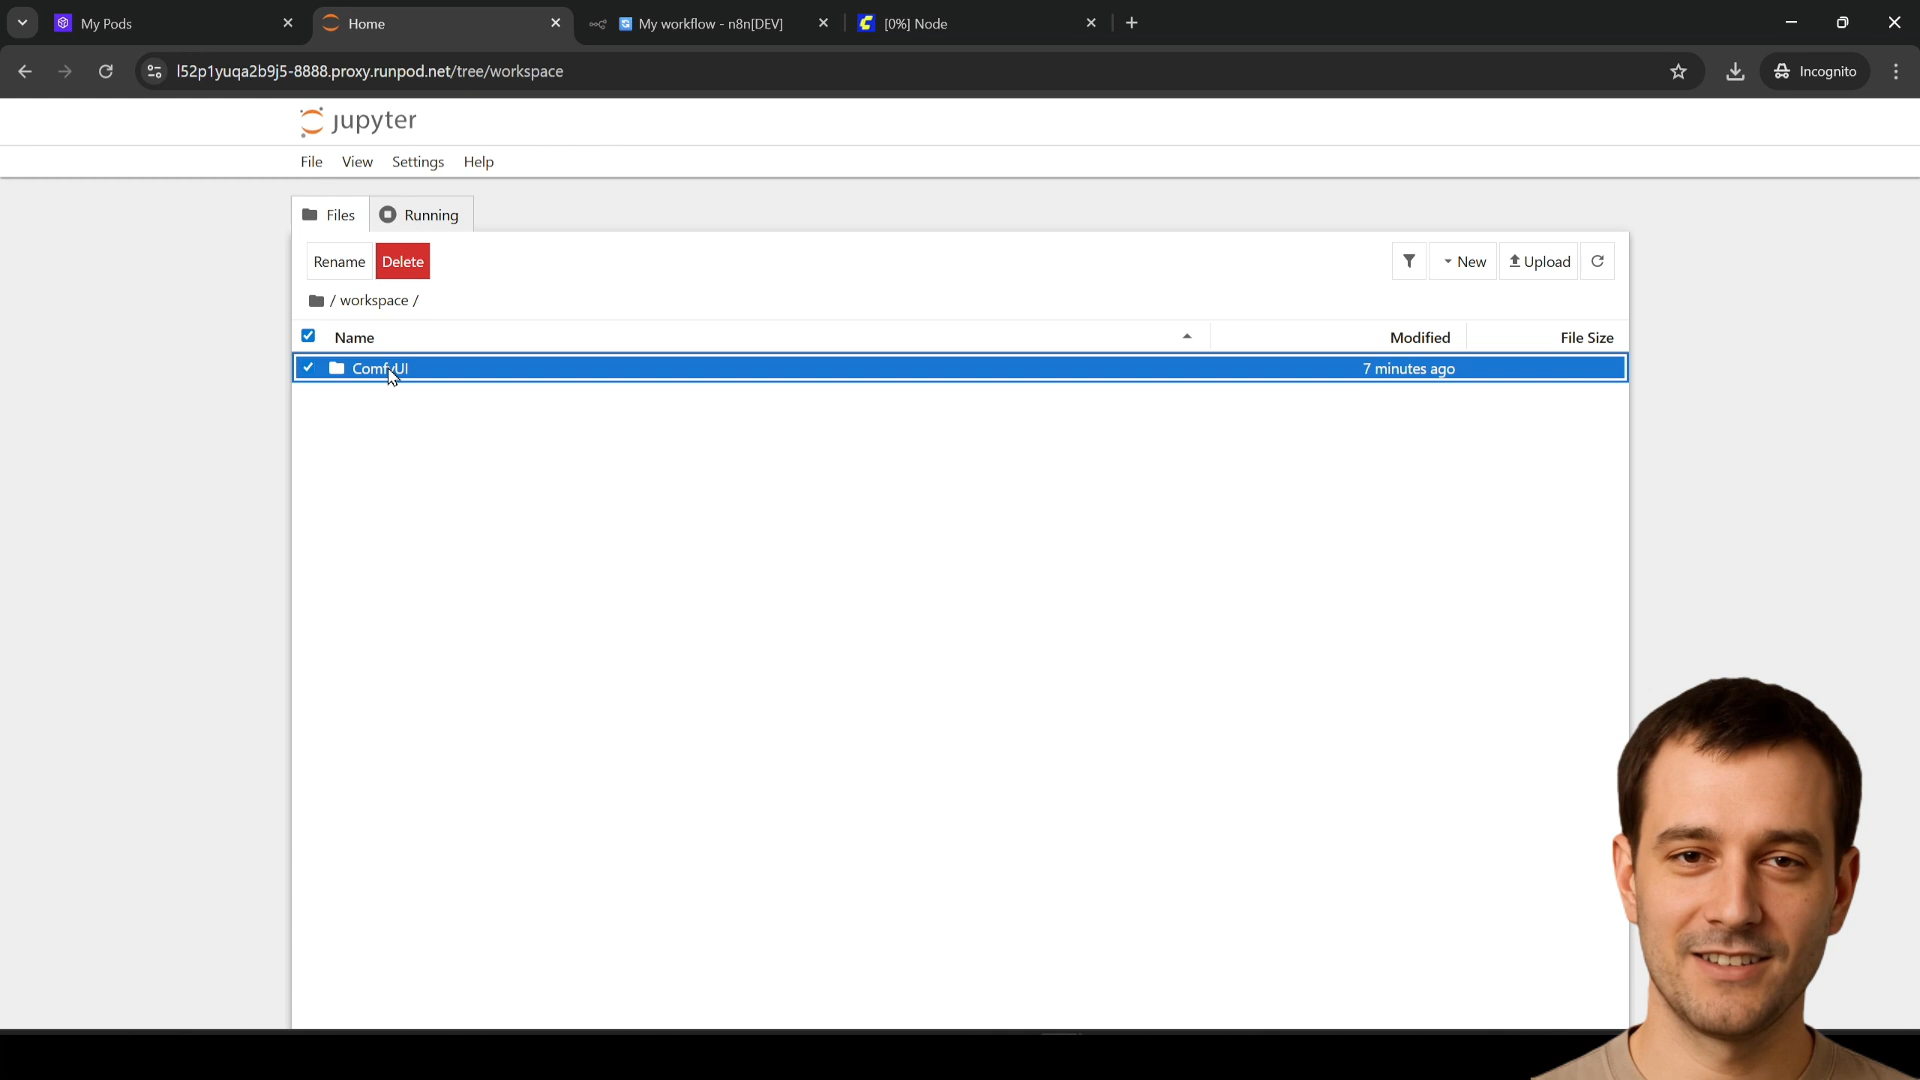 My Pods
Home
My workflow - n8n[DEV]
[0%] Node
l52p1yuqa2b9j5-8888.proxy.runpod.net/tree/workspace
Incognito
jupyter
File View Settings Help
Files Running
Rename Delete
New Upload
/ workspace /
Name Modified File Size
ComfyUI 7 minutes ago